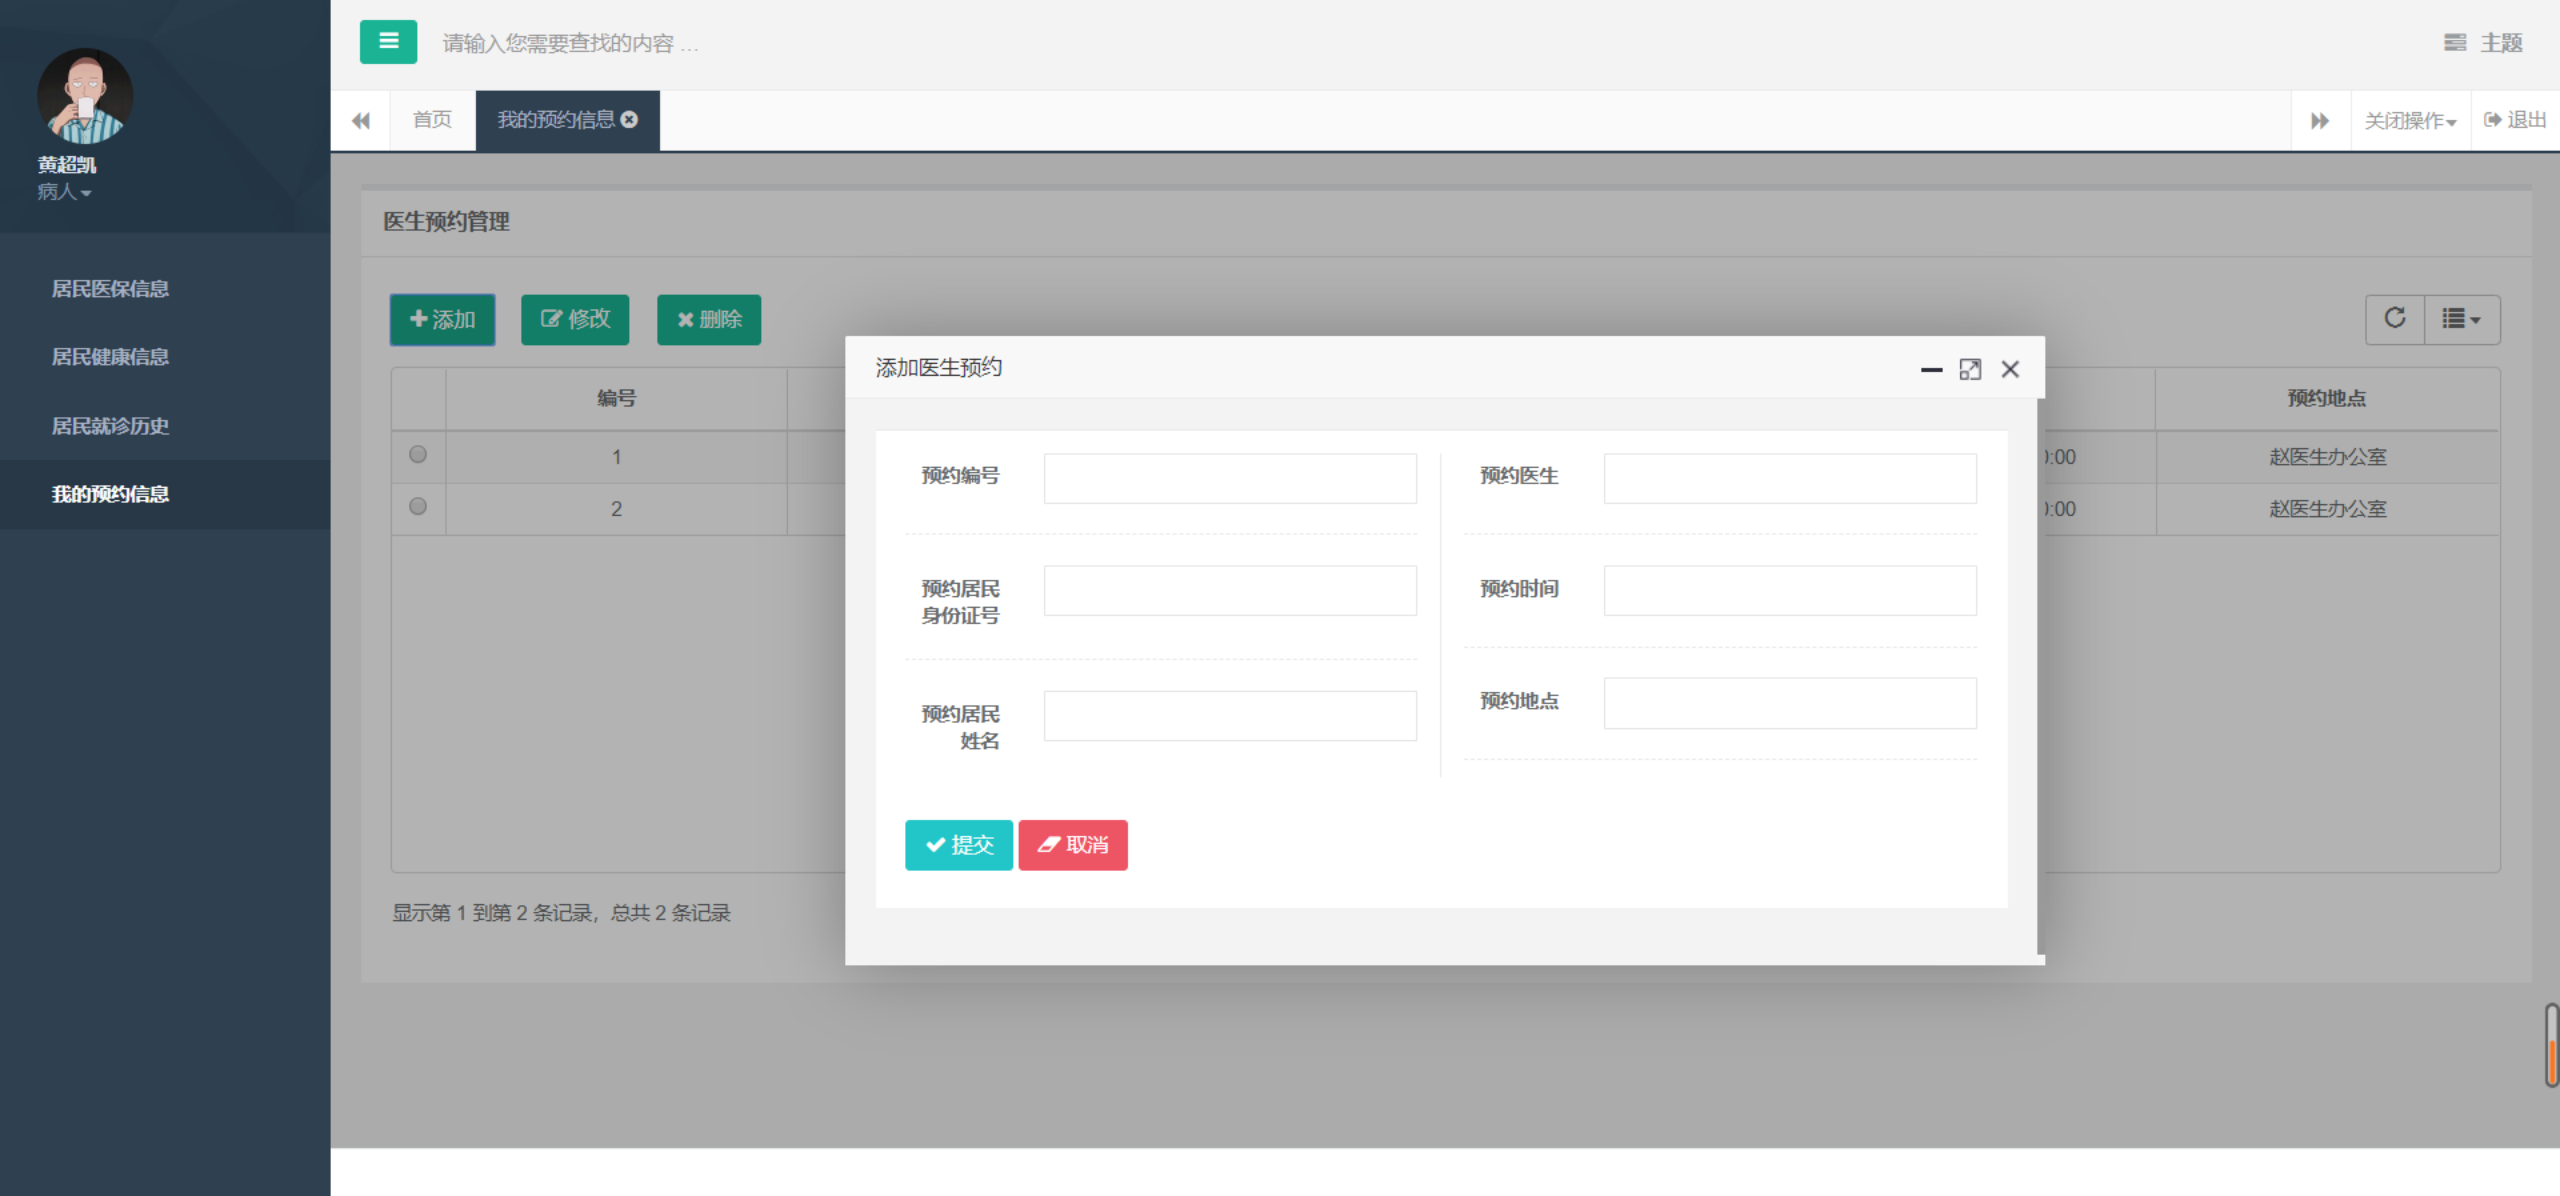 请输入您需要查找的内容 …
主题
黄超凯
病人
首页
我的预约信息
关闭操作
退出
居民医保信息
居民健康信息
居民就诊历史
我的预约信息
医生预约管理
添加
修改
删除
编号
预约地点
1
:00
赵医生办公室
2
:00
赵医生办公室
显示第 1 到第 2 条记录，总共 2 条记录
添加医生预约
预约编号
预约医生
预约居民
身份证号
预约时间
预约居民
姓名
预约地点
提交
取消